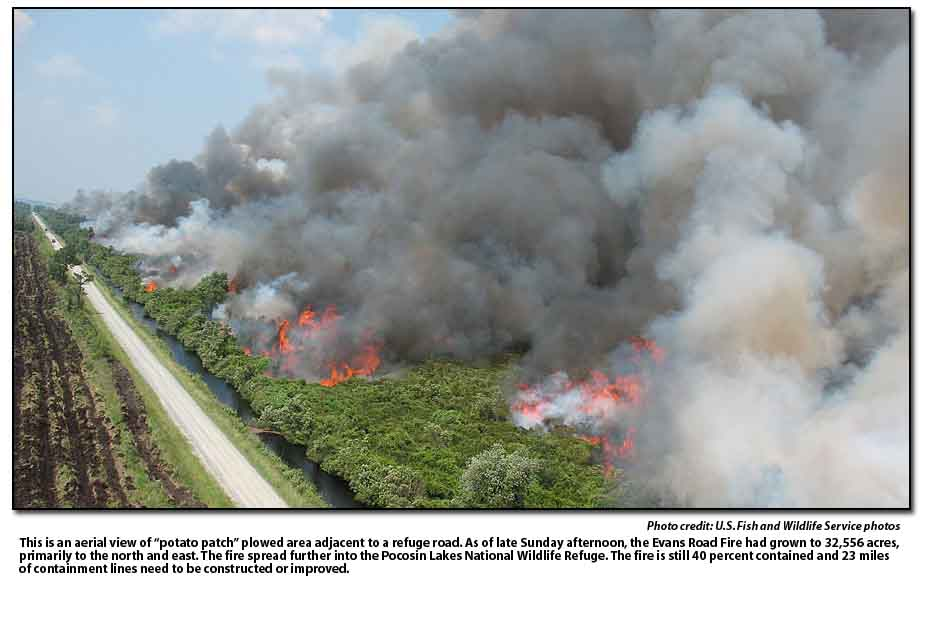 Photo credit: U.S. Fish and Wildlife Service photos
This is an aerial view of “potato patch” plowed area adjacent to a refuge road. As of late Sunday afternoon, the Evans Road Fire had grown to 32,556 acres,
primarily to the north and east. The fire spread further into the Pocosin Lakes National Wildlife Refuge. The fire is still 40 percent contained and 23 miles
of containment lines need to be constructed or improved.